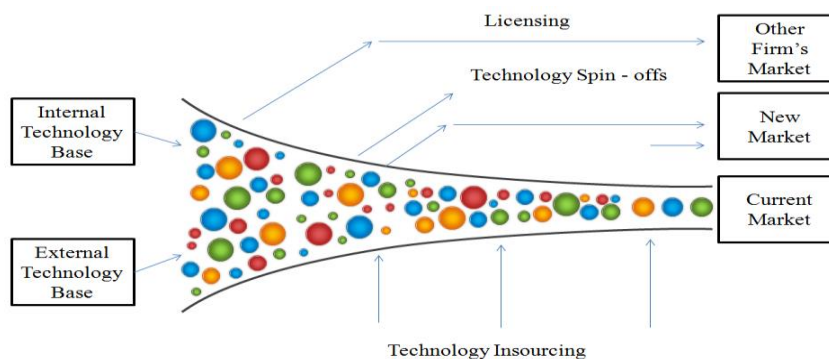 Licensing
Other
Firm's
Market
Technology Spin - offs
Internal
Technology
Base
New
Market
Current
Market
External
Technology
Base
Technology Insourcing